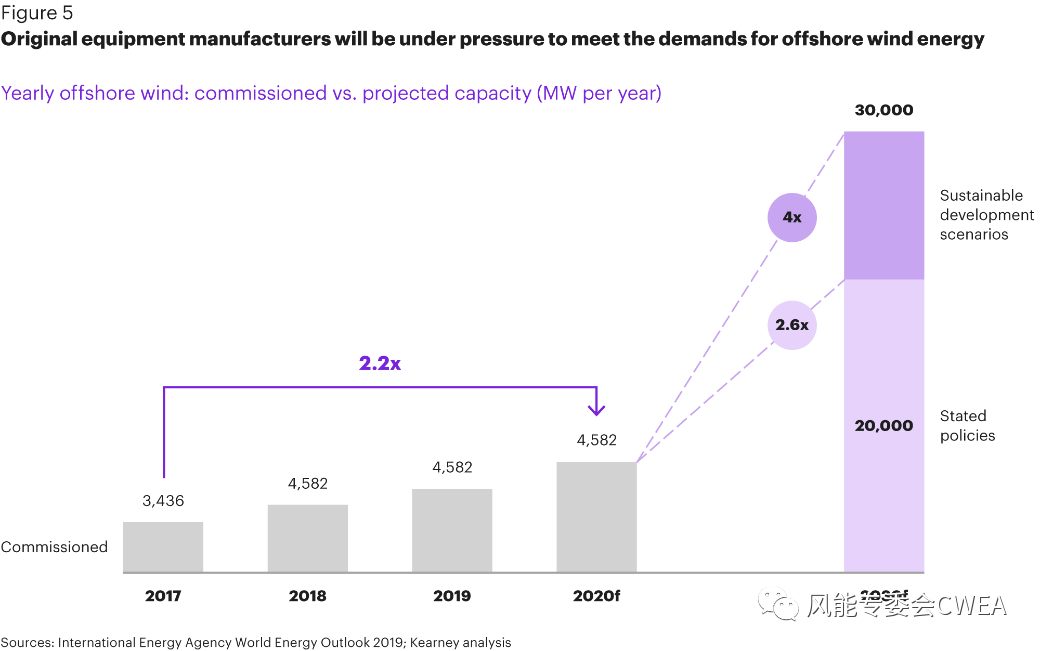 Figure 5
Original equipment manufacturers will be under pressure to meet the demands for offshore wind energy
Yearly offshore wind: commissioned vs. projected capacity (MW per year)
30,000
Sustainable
development
scenarios
4x
2.6x
2.2x
20,000
Stated
policies
4,582
4,582
4,582
3,436
Commissioned
2017
2018
2019
2020f
2030f
风能专委会CWEA
Sources: International Energy Agency World Energy Outlook 2019; Kearney analysis